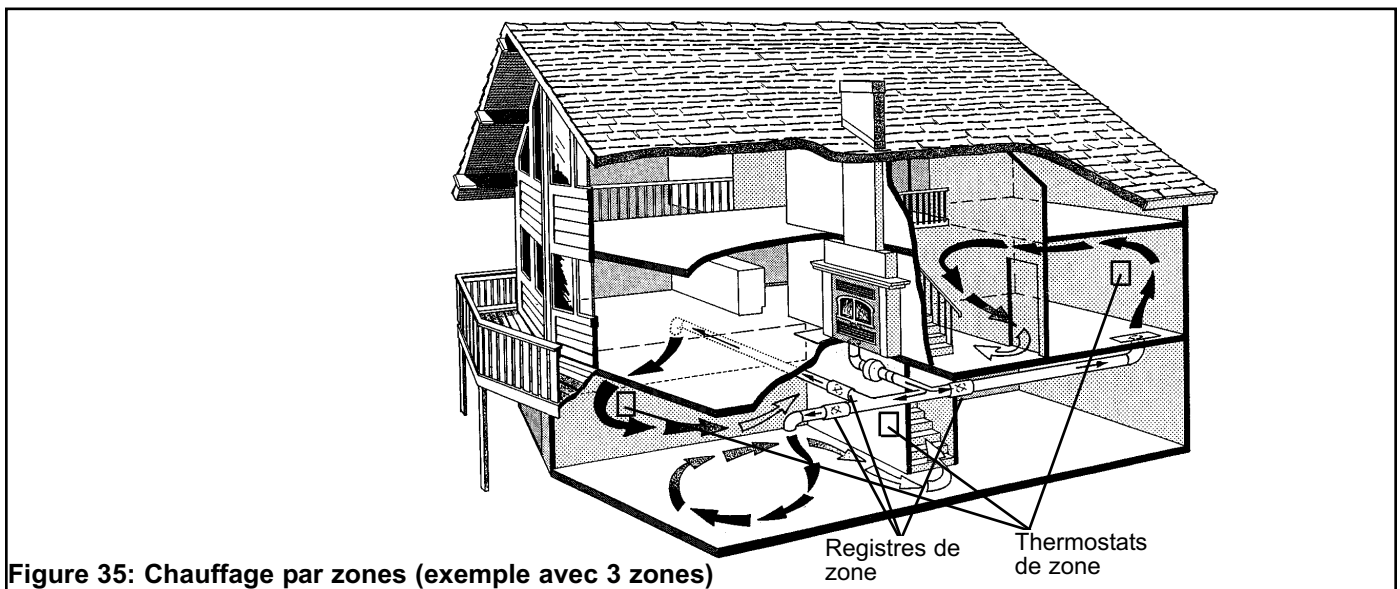 Registres de
zone
Thermostats
de zone
Figure 35: Chauffage par zones (exemple avec 3 zones)